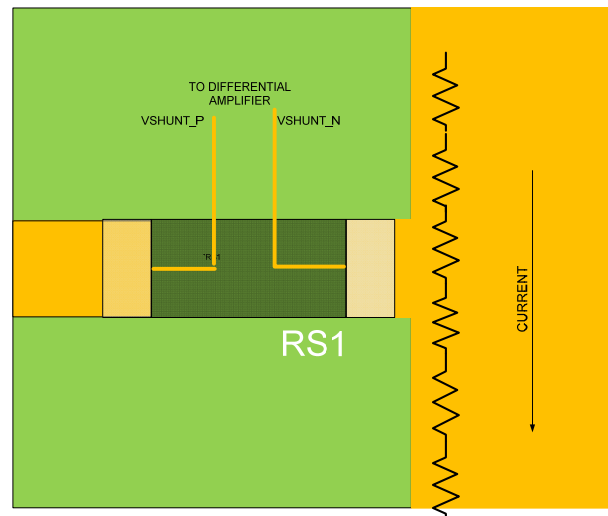 TO DIFFERENTIAL
AMPLIFIER
VSHUNT_P
VSHUNT_N
RS1
CURRENT